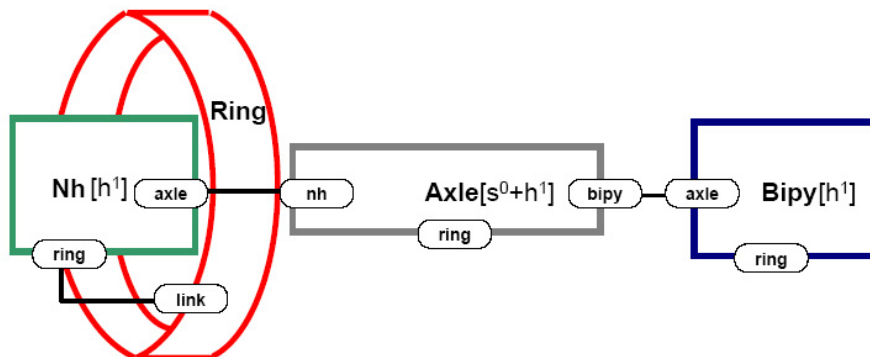 Ring
Nh [h¹]
axle
nh
Axle[s⁰+h¹]
bipy
axle
Bipy[h¹]
ring
ring
ring
link